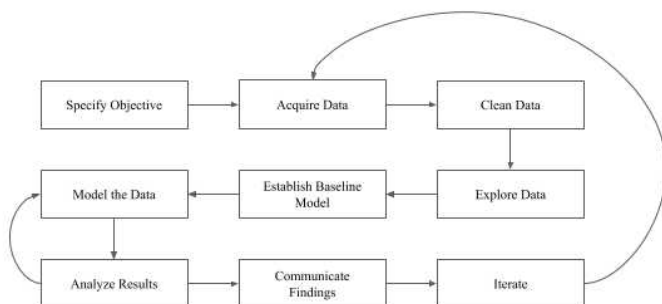 Specify Objective
Acquire Data
Clean Data
Model the Data
Establish Baseline
Model
Explore Data
Analyze Results
Communicate
Findings
Iterate